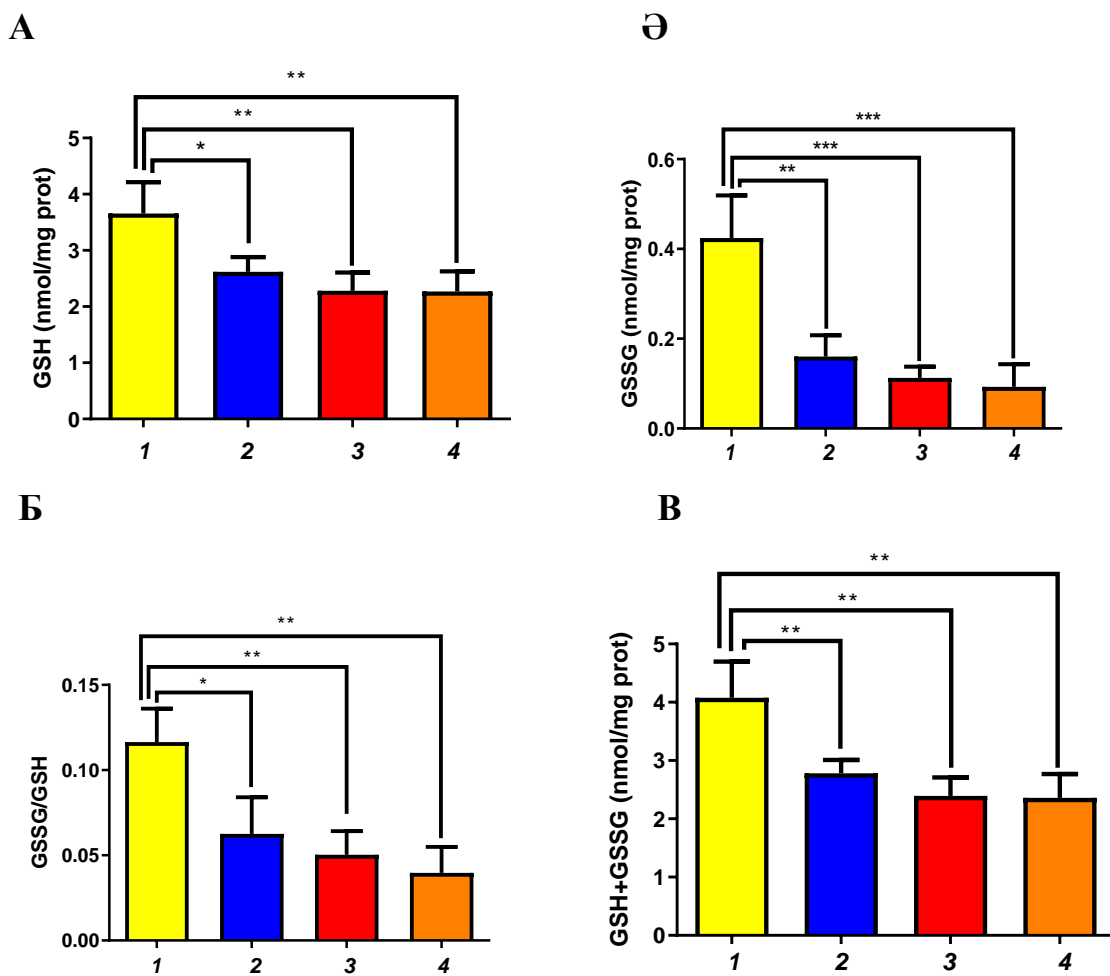 А
**
**
*
GSH (nmol/mg prot)
5
4
3
2
1
0
1 2 3 4
Ә
***
***
**
GSSG (nmol/mg prot)
0.6
0.4
0.2
0.0
1 2 3 4
Б
**
**
*
GSSG/GSH
0.15
0.10
0.05
0.00
1 2 3 4
В
**
**
**
GSH+GSSG (nmol/mg prot)
5
4
3
2
1
0
1 2 3 4